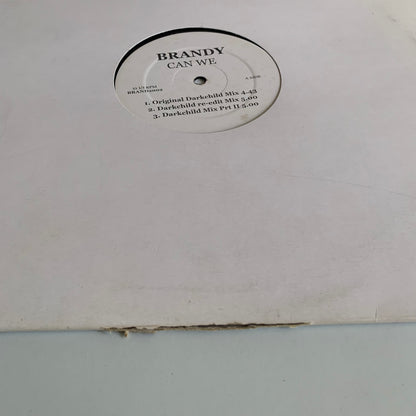 BRANDY
CAN WE
A SIDE
1. Original Darkchild Mix 4.43
2. Darkchild re-edit Mix 5.00
3. Darkchild Mix Prt II 5.00